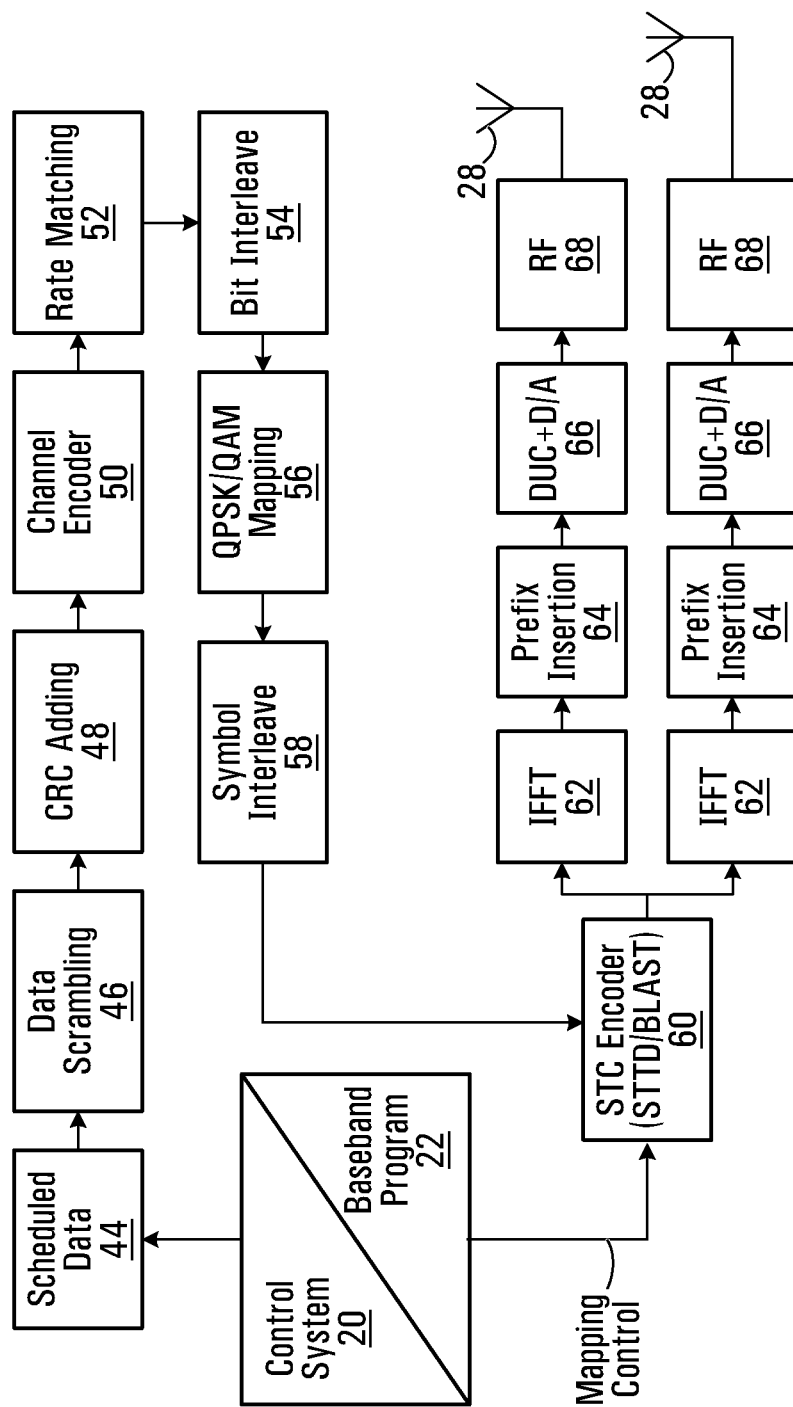 Scheduled
Data
44
Data
Scrambling
46
CRC Adding
48
Channel
Encoder
50
Rate Matching
52
Bit Interleave
54
QPSK/QAM
Mapping
56
Symbol
Interleave
58
Control
System
20
Baseband
Program
22
Mapping
Control
STC Encoder
(STTD/BLAST)
60
IFFT
62
Prefix
Insertion
64
DUC+D/A
66
RF
68
28
IFFT
62
Prefix
Insertion
64
DUC+D/A
66
RF
68
28